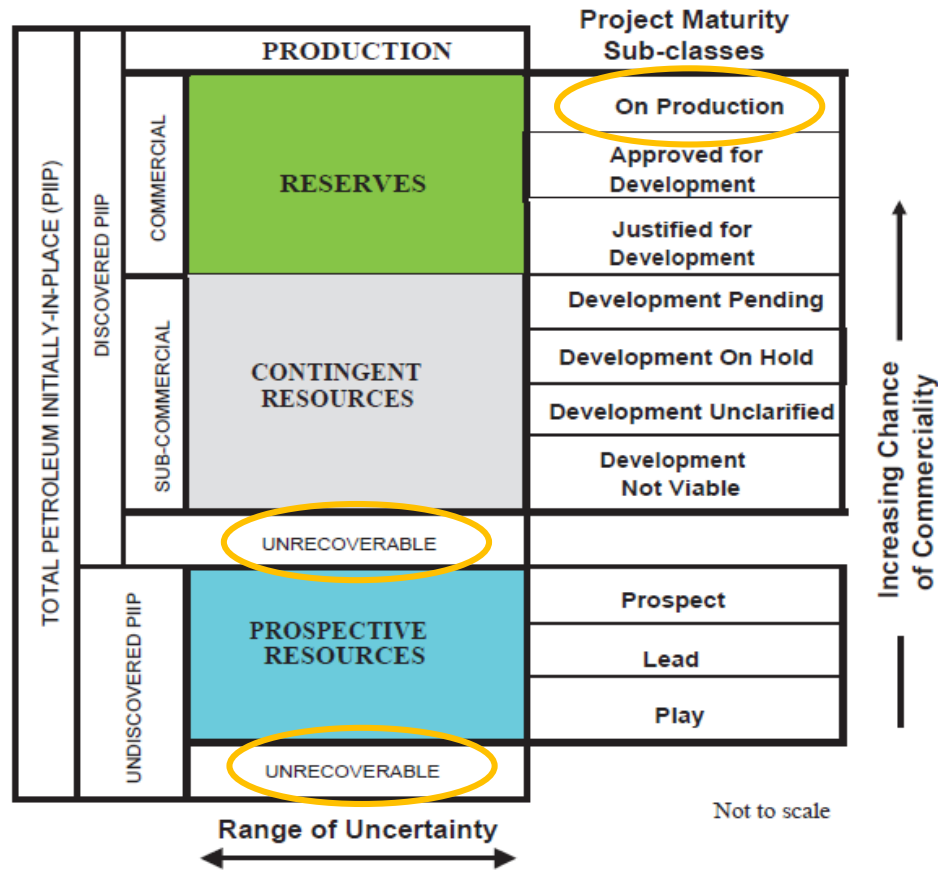 Project Maturity
Sub-classes
PRODUCTION
On Production
Approved for
Development
Justified for
Development
RESERVES
COMMERCIAL
Development Pending
Development On Hold
Development Unclarified
Development
Not Viable
CONTINGENT
RESOURCES
SUB-COMMERCIAL
UNRECOVERABLE
DISCOVERED PIIP
Prospect
Lead
Play
PROSPECTIVE
RESOURCES
UNRECOVERABLE
UNDISCOVERED PIIP
TOTAL PETROLEUM INITIALLY-IN-PLACE (PIIP)
Increasing Chance
of Commerciality
Not to scale
Range of Uncertainty